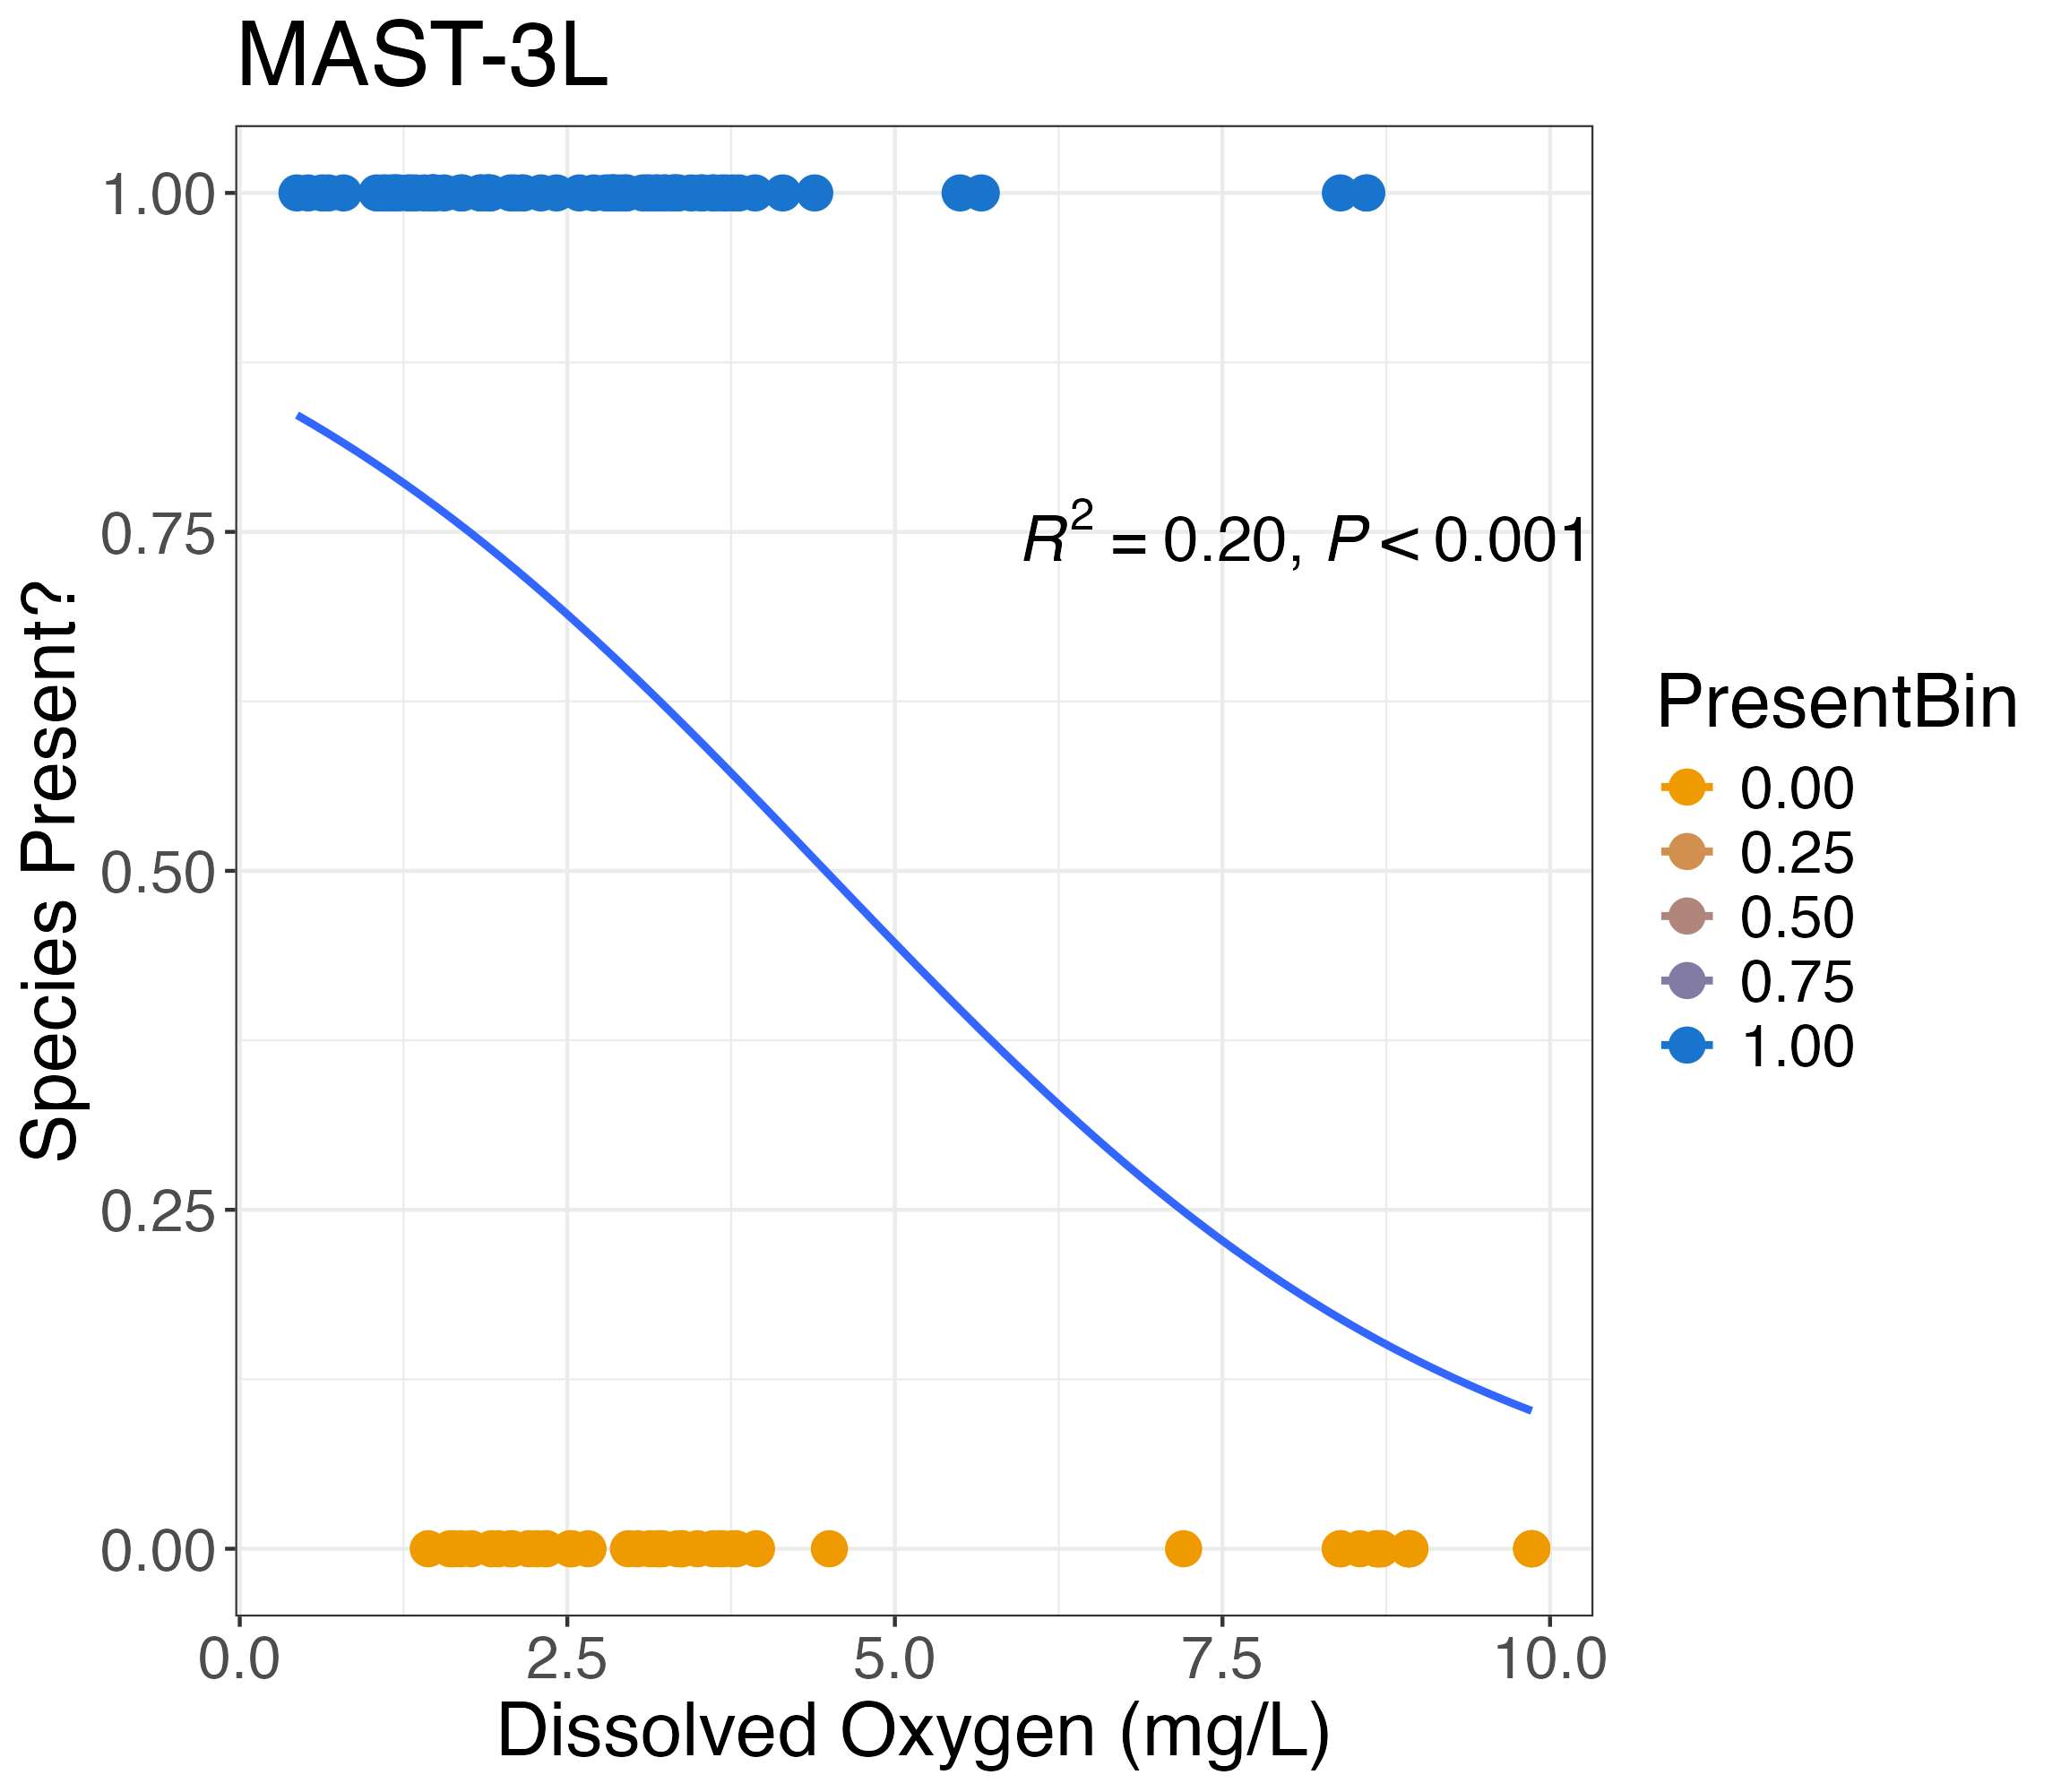 MAST-3L
1.00
0.75
0.50
0.25
0.00
Species Present?
R² = 0.20, P < 0.001
0.0 2.5 5.0 7.5 10.0
Dissolved Oxygen (mg/L)
PresentBin
0.00
0.25
0.50
0.75
1.00